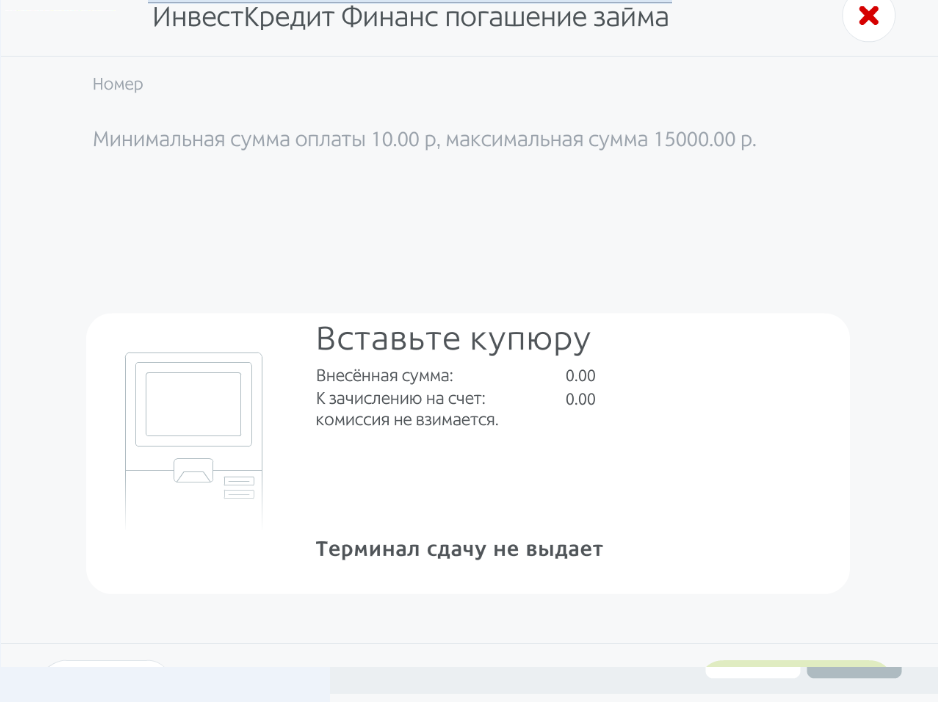 ИнвестКредит Финанс погашение займа
Номер
Минимальная сумма оплаты 10.00 р, максимальная сумма 15000.00 р.
Вставьте купюру
Внесённая сумма: 0.00
К зачислению на счет: 0.00
комиссия не взимается.
Терминал сдачу не выдает